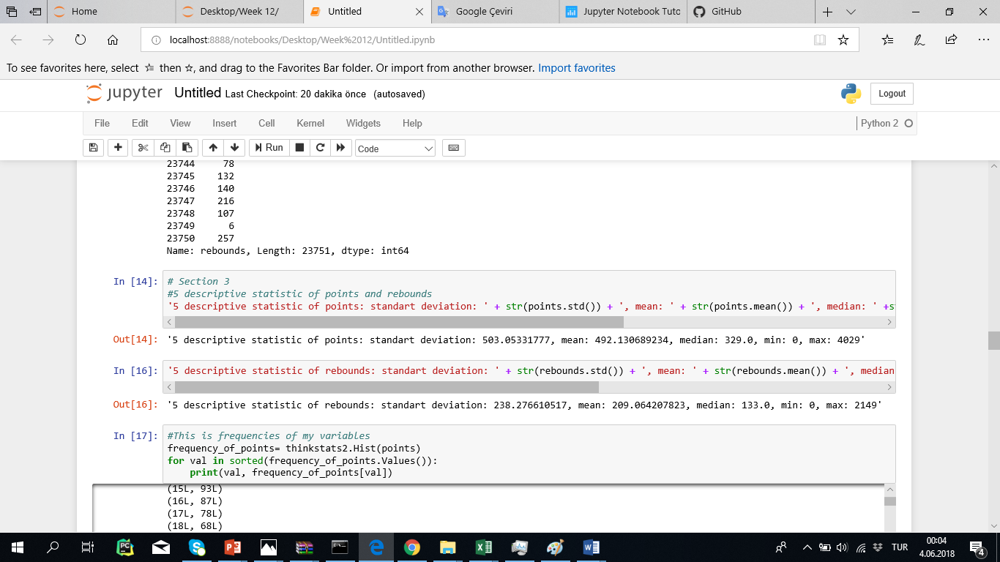 Home
Desktop/Week 12/
Untitled
Google Çeviri
Jupyter Notebook Tuto
GitHub
localhost:8888/notebooks/Desktop/Week%2012/Untitled.ipynb
To see favorites here, select then ☆, and drag to the Favorites Bar folder. Or import from another browser. Import favorites
jupyter Untitled Last Checkpoint: 20 dakika önce (autosaved)
Logout
File Edit View Insert Cell Kernel Widgets Help
Python 2
Run
Code
23744 78
23745 132
23746 140
23747 216
23748 107
23749 6
23750 257
Name: rebounds, Length: 23751, dtype: int64
In [14]: # Section 3
#5 descriptive statistic of points and rebounds
'5 descriptive statistic of points: standart deviation: ' + str(points.std()) + ', mean: ' + str(points.mean()) + ', median: ' +s
Out[14]: '5 descriptive statistic of points: standart deviation: 503.05331777, mean: 492.130689234, median: 329.0, min: 0, max: 4029'
In [16]: '5 descriptive statistic of rebounds: standart deviation: ' + str(rebounds.std()) + ', mean: ' + str(rebounds.mean()) + ', median
Out[16]: '5 descriptive statistic of rebounds: standart deviation: 238.276610517, mean: 209.064207823, median: 133.0, min: 0, max: 2149'
In [17]: #This is frequencies of my variables
frequency_of_points= thinkstats2.Hist(points)
for val in sorted(frequency_of_points.Values()):
print(val, frequency_of_points[val])
(15L, 93L)
(16L, 87L)
(17L, 78L)
(18L, 68L)
TUR
00:04
4.06.2018
4